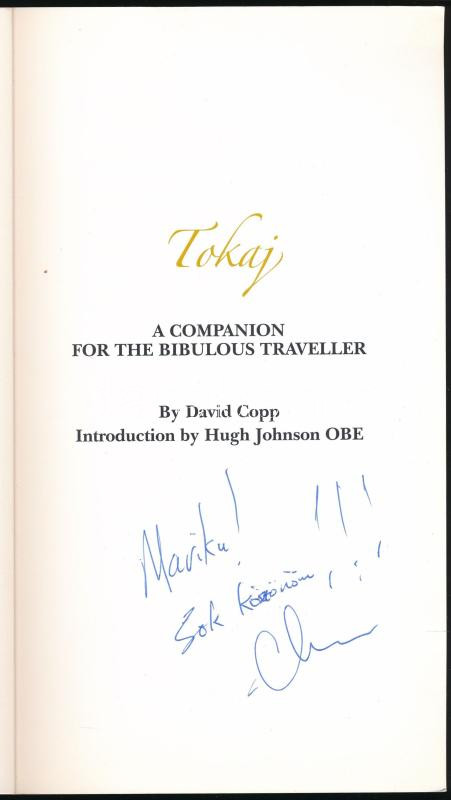 Tokaj
A COMPANION
FOR THE BIBULOUS TRAVELLER
By David Copp
Introduction by Hugh Johnson OBE
Mariku! !!!
Sok köszönöm